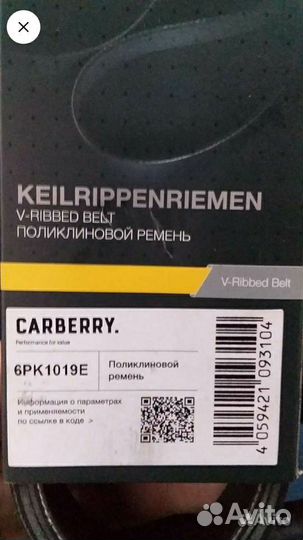 KEILRIPPENRIEMEN
V-RIBBED BELT
ПОЛИКЛИНОВОЙ РЕМЕНЬ
V-Ribbed Belt
CARBERRY.
Performance for value
6PK1019E
Поликлиновой
ремень
Информация о параметрах
и применяемости
по ссылке в коде >
4 059421 093104
Avito